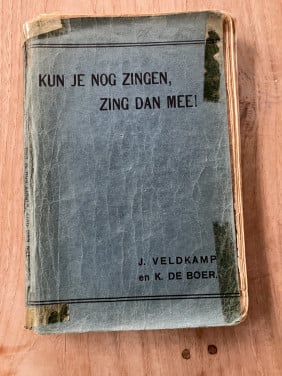 KUN JE NOG ZINGEN,
ZING DAN MEE!
J. VELDKAMP
en K. DE BOER.